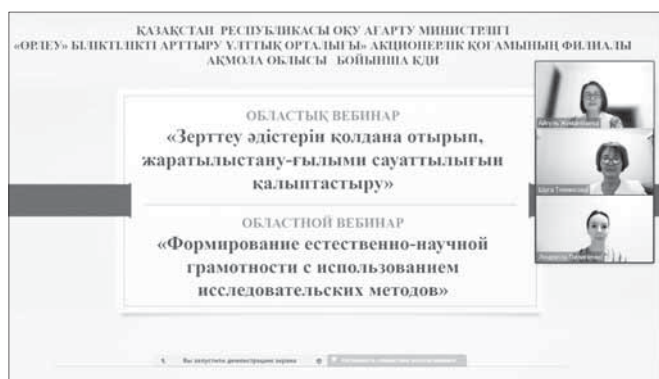 ҚАЗАҚСТАН РЕСПУБЛИКАСЫ ОҚУ АҒАРТУ МИНИСТРЛІГІ
«ӨРЛЕУ» БІЛІКТІЛІКТІ АРТТЫРУ ҰЛТТЫҚ ОРТАЛЫҒЫ» АКЦИОНЕРЛІК ҚОҒАМЫНЫҢ ФИЛИАЛЫ
АҚМОЛА ОБЛЫСЫ БОЙЫНША КДИ
ОБЛАСТЫҚ ВЕБИНАР
«Зерттеу әдістерін қолдана отырып,
жаратылыстану-ғылыми сауаттылығын
қалыптастыру»
ОБЛАСТНОЙ ВЕБИНАР
«Формирование естественно-научной
грамотности с использованием
исследовательских методов»
Вы запустили демонстрацию экрана